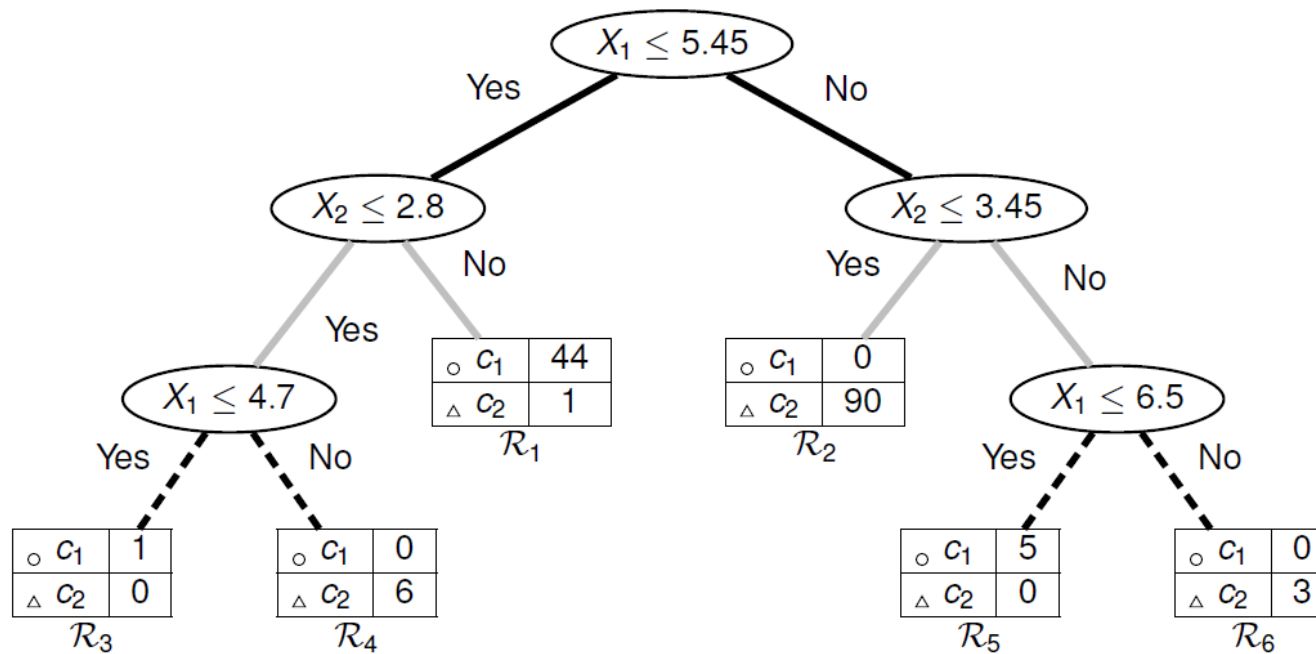 X₁ ≤ 5.45
Yes
No
X₂ ≤ 2.8
X₂ ≤ 3.45
Yes
No
Yes
No
○ c₁ 44
△ c₂ 1
R₁
○ c₁ 0
△ c₂ 90
R₂
X₁ ≤ 4.7
X₁ ≤ 6.5
Yes
No
Yes
No
○ c₁ 1
△ c₂ 0
R₃
○ c₁ 0
△ c₂ 6
R₄
○ c₁ 5
△ c₂ 0
R₅
○ c₁ 0
△ c₂ 3
R₆